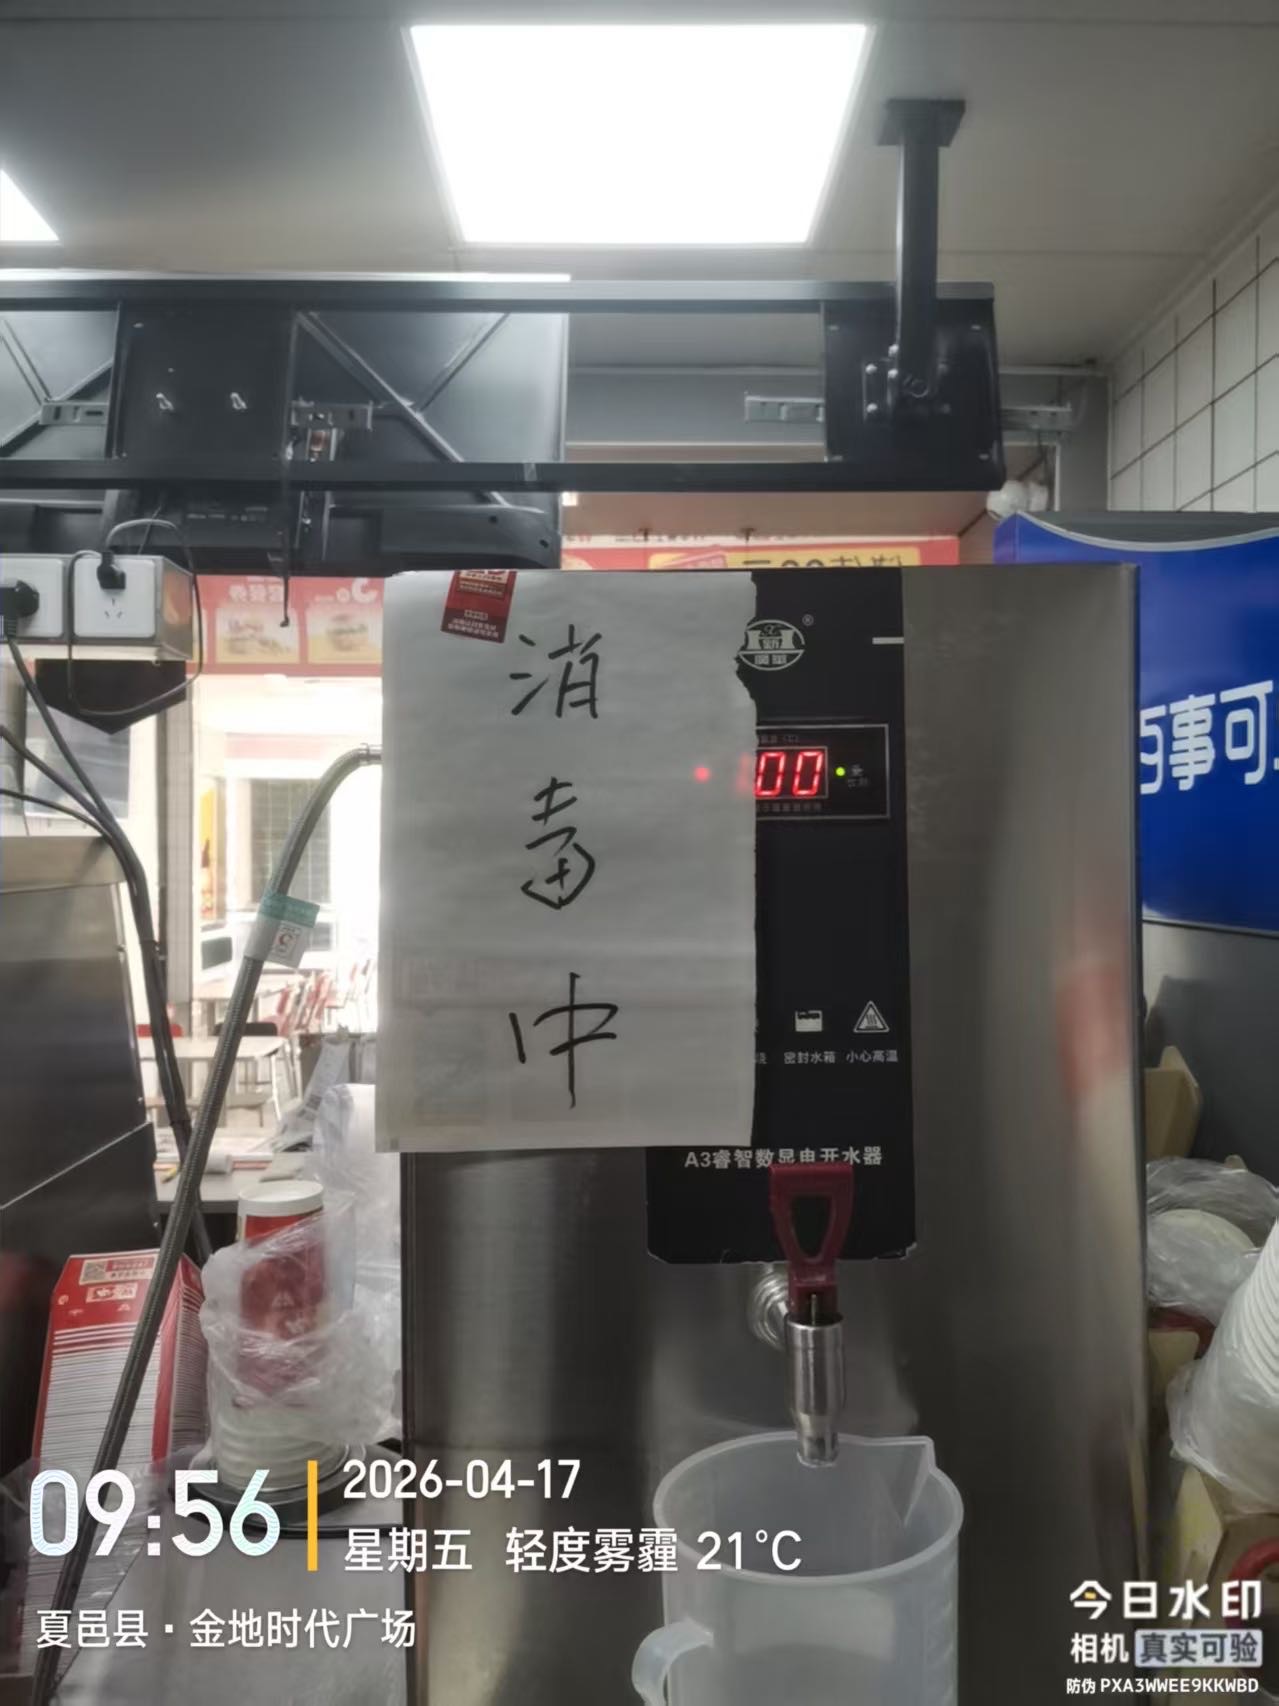 消
毒
中
00
密封水箱
小心高温
A3睿智数显电开水器
百事可
09:56
2026-04-17
星期五 轻度雾霾 21°C
夏邑县·金地时代广场
今日水印
相机 真实可验
防伪 PXA3WWEE9KKWBD